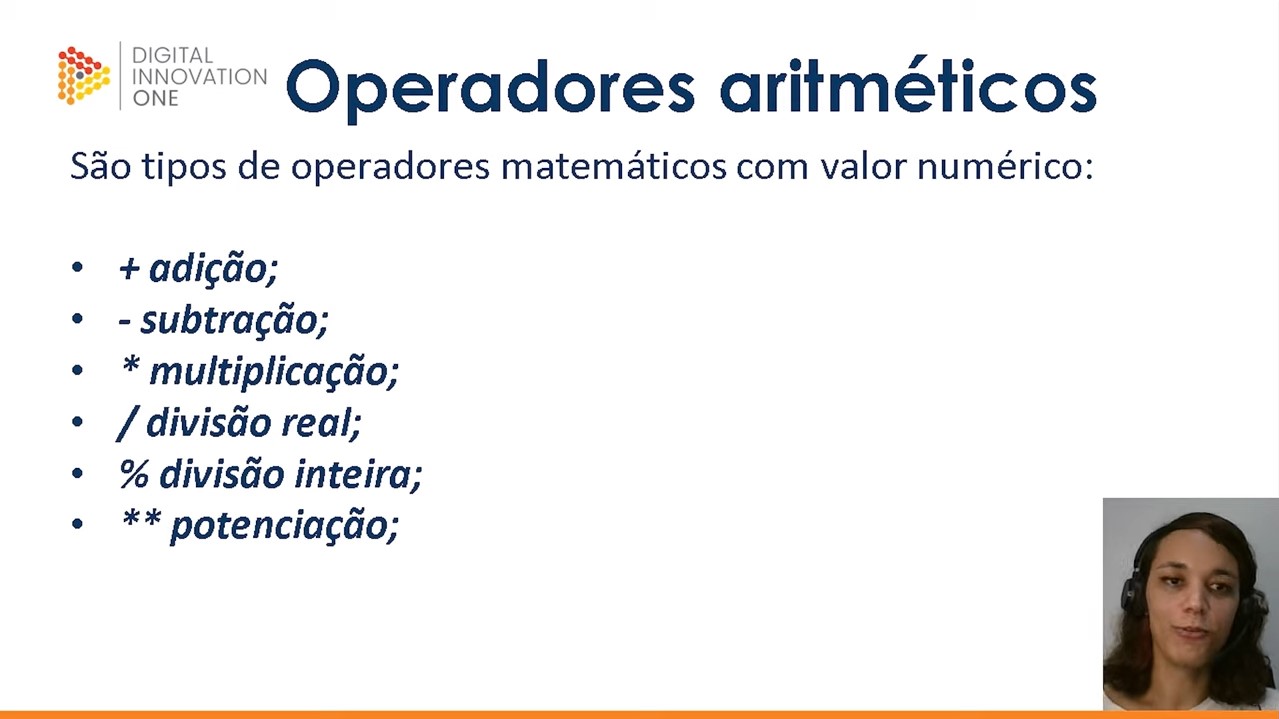 DIGITAL
INNOVATION
ONE
Operadores aritméticos
São tipos de operadores matemáticos com valor numérico:
• + adição;
• - subtração;
• * multiplicação;
• / divisão real;
• % divisão inteira;
• ** potenciação;